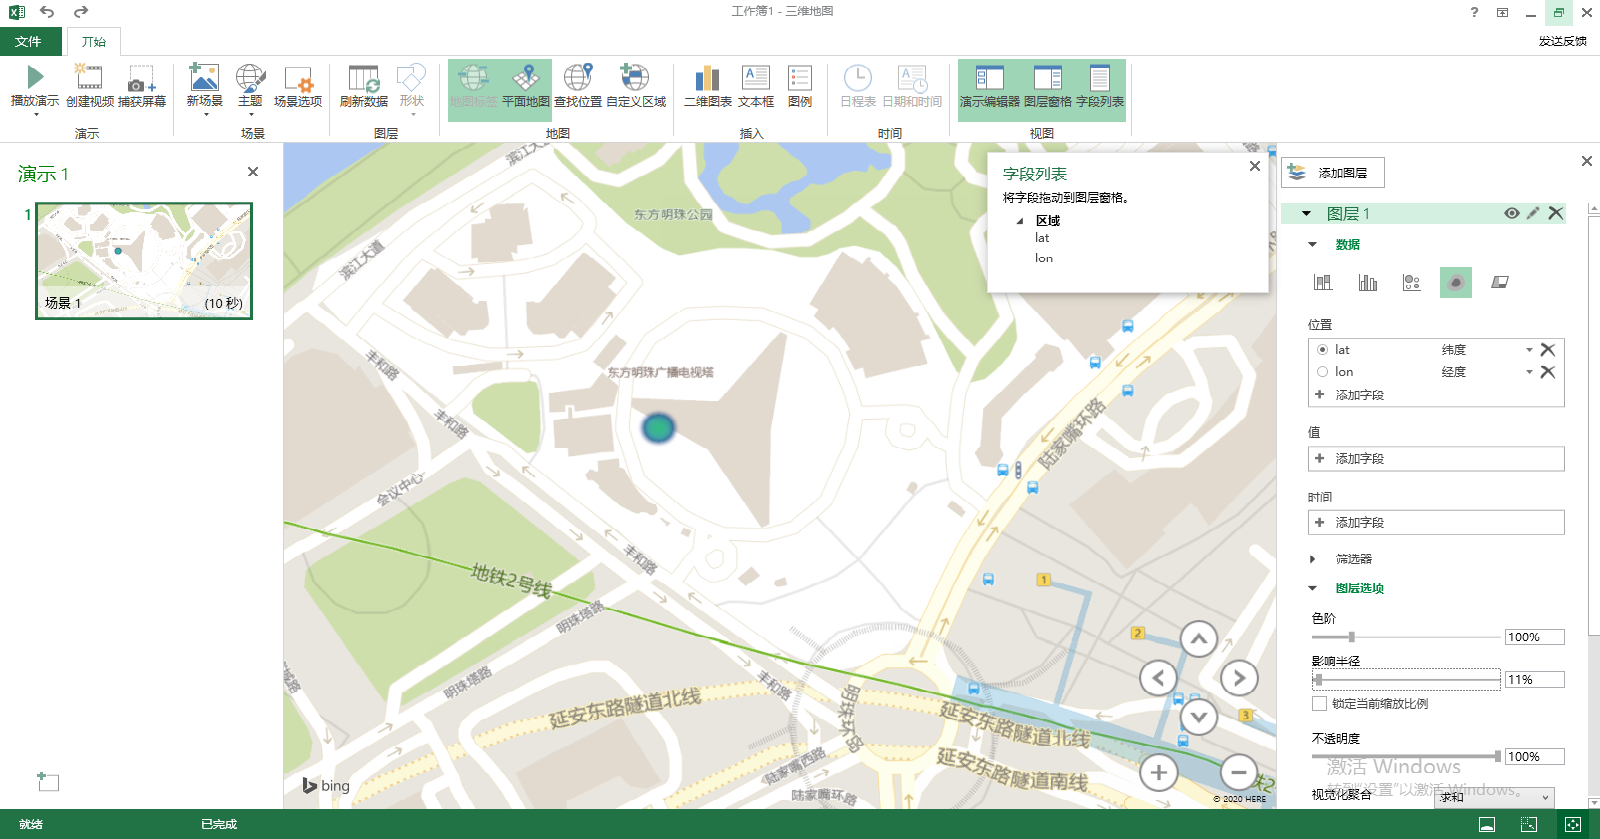 工作簿1 - 三维地图
?
文件
开始
发送反馈
播放演示
创建视频
捕获屏幕
新场景
主题
场景选项
刷新数据
形状
地图标签
平面地图
查找位置
自定义区域
二维图表
文本框
图例
日程表
日期和时间
演示编辑器
图层窗格
字段列表
演示
场景
图层
地图
插入
时间
视图
演示 1
1
场景 1
(10 秒)
滨江大道
东方明珠公园
滨江大道
东方明珠广播电视塔
丰和路
丰和路
会议中心
陆家嘴环路
丰和路
地铁2号线
明珠塔路
明珠塔路
丰和路
1
2
3
延安东路隧道北线
明珠环岛
延安东路隧道北线
延安东路隧道南线
陆家嘴西路
陆家嘴环路
铁2
bing
© 2020 HERE
字段列表
将字段拖动到图层窗格。
区域
lat
lon
添加图层
图层 1
数据
位置
lat 纬度
lon 经度
添加字段
值
添加字段
时间
添加字段
筛选器
图层选项
色阶
100%
影响半径
11%
锁定当前缩放比例
不透明度
100%
激活 Windows
转到"设置"以激活 Windows。
视觉化聚合
求和
就绪
已完成